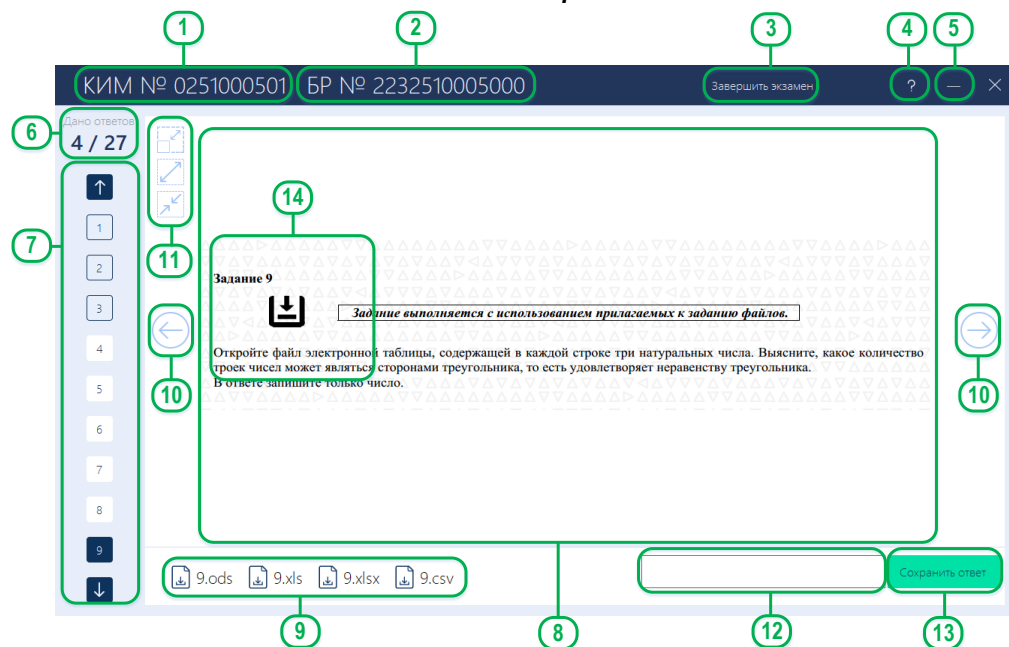 1 2 3 4 5
КИМ № 0251000501 БР № 2232510005000 Завершить экзамен ?
6 Дано ответов
4 / 27
7
1
2
3
4
5
6
7
8
9
11
14
Задание 9
Задание выполняется с использованием прилагаемых к заданию файлов.
Откройте файл электронной таблицы, содержащей в каждой строке три натуральных числа. Выясните, какое количество
троек чисел может являться сторонами треугольника, то есть удовлетворяет неравенству треугольника.
В ответе запишите только число.
10 10
9.ods 9.xls 9.xlsx 9.csv Сохранить ответ
9 8 12 13